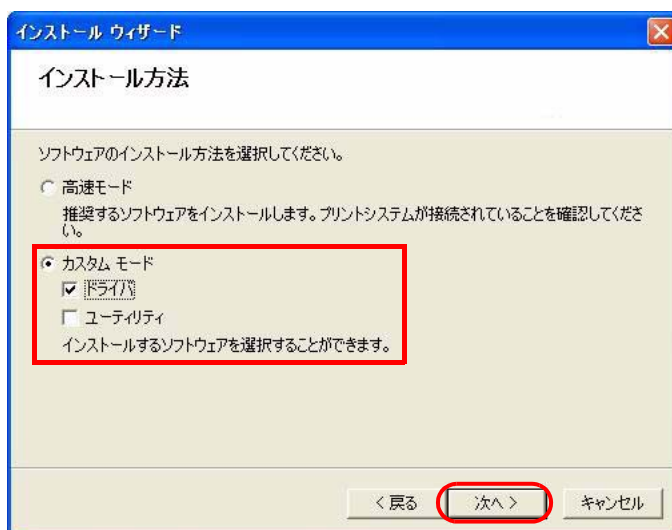 インストール ウィザード
インストール方法
ソフトウェアのインストール方法を選択してください。
高速モード
推奨するソフトウェアをインストールします。プリントシステムが接続されていることを確認してくださ
い。
カスタム モード
ドライバ
ユーティリティ
インストールするソフトウェアを選択することができます。
< 戻る 次へ > キャンセル